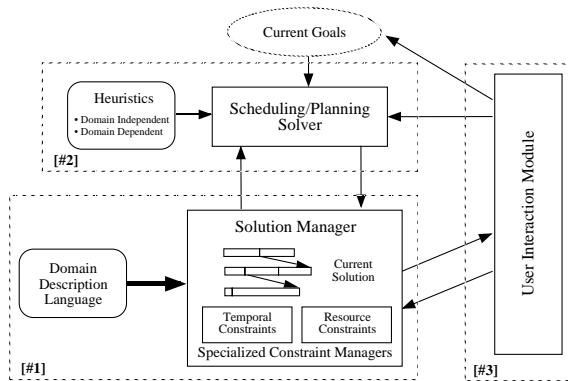 Current Goals
Heuristics
• Domain Independent
• Domain Dependent
Scheduling/Planning
Solver
[#2]
Solution Manager
Current
Solution
Domain
Description
Language
Temporal
Constraints
Resource
Constraints
Specialized Constraint Managers
[#1]
User Interaction Module
[#3]